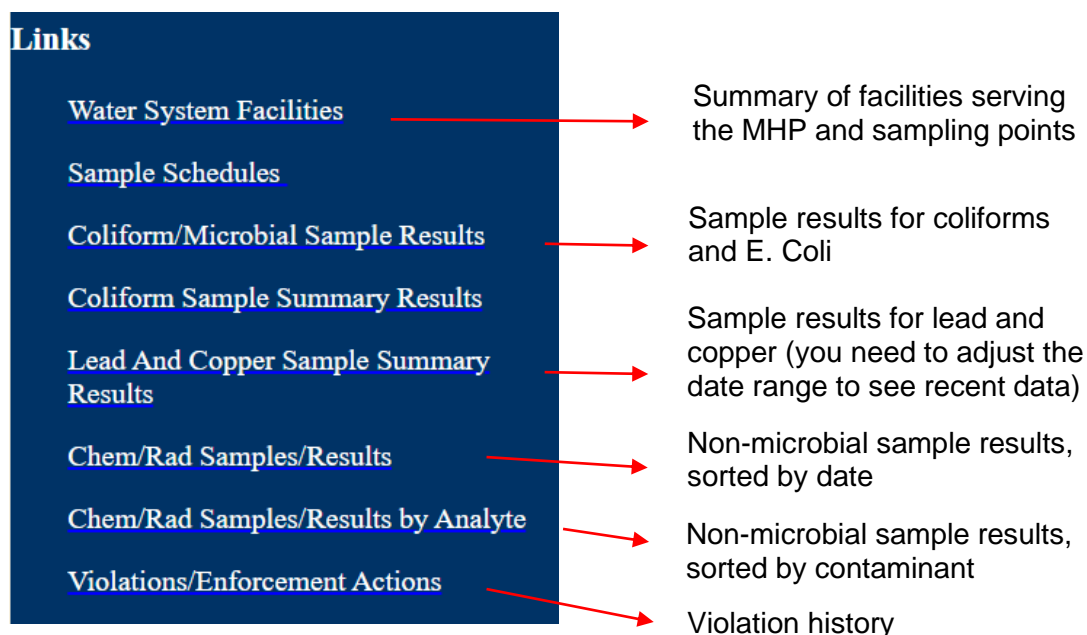 Links
Water System Facilities
Summary of facilities serving
the MHP and sampling points
Sample Schedules
Coliform/Microbial Sample Results
Sample results for coliforms
and E. Coli
Coliform Sample Summary Results
Lead And Copper Sample Summary
Results
Sample results for lead and
copper (you need to adjust the
date range to see recent data)
Chem/Rad Samples/Results
Non-microbial sample results,
sorted by date
Chem/Rad Samples/Results by Analyte
Non-microbial sample results,
sorted by contaminant
Violations/Enforcement Actions
Violation history